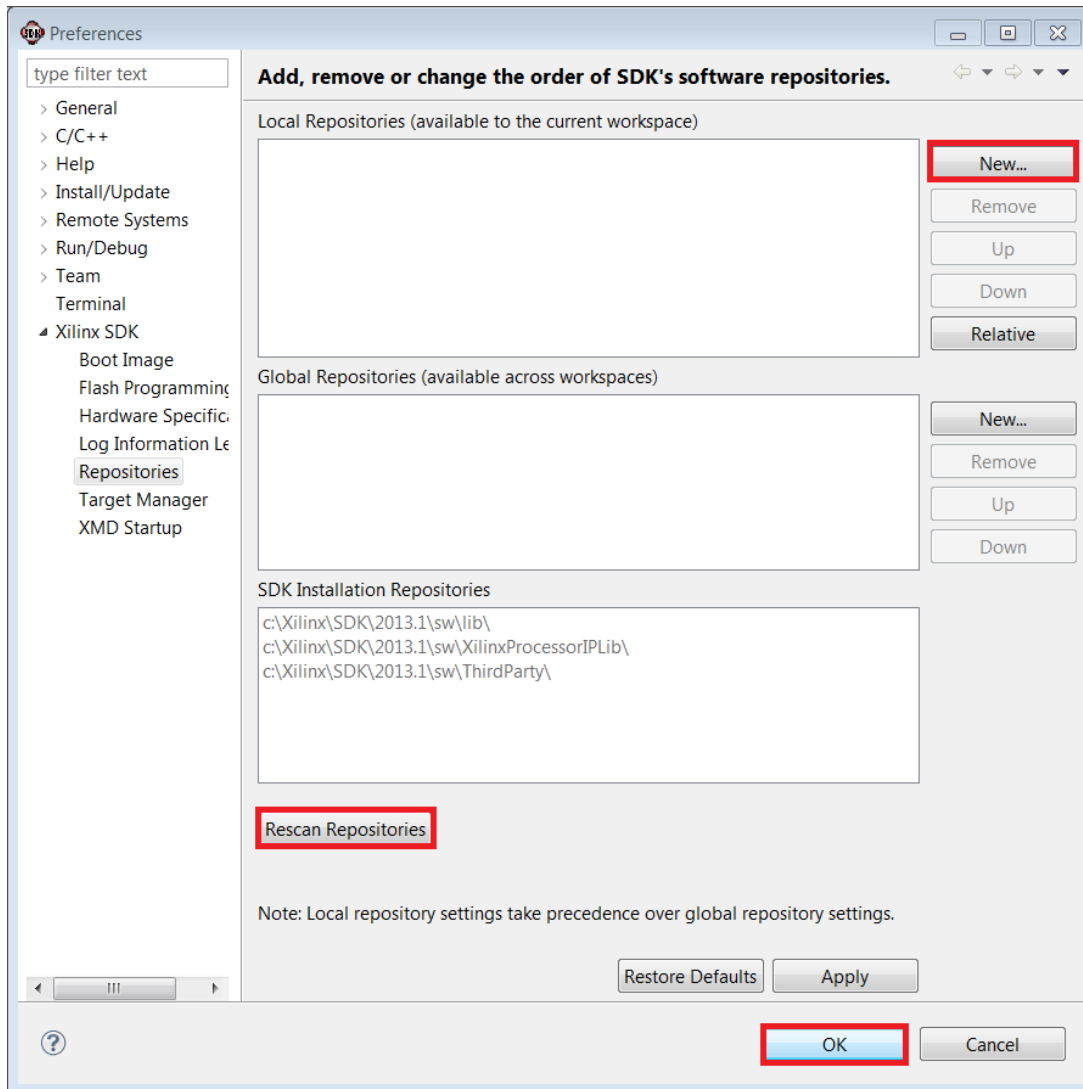 Preferences
type filter text
Add, remove or change the order of SDK's software repositories.
General
C/C++
Help
Install/Update
Remote Systems
Run/Debug
Team
Terminal
Xilinx SDK
Boot Image
Flash Programming
Hardware Specific
Log Information Le
Repositories
Target Manager
XMD Startup
Local Repositories (available to the current workspace)
New...
Remove
Up
Down
Relative
Global Repositories (available across workspaces)
New...
Remove
Up
Down
SDK Installation Repositories
c:\Xilinx\SDK\2013.1\sw\lib\
c:\Xilinx\SDK\2013.1\sw\XilinxProcessorIPLib\
c:\Xilinx\SDK\2013.1\sw\ThirdParty\
Rescan Repositories
Note: Local repository settings take precedence over global repository settings.
Restore Defaults
Apply
OK
Cancel